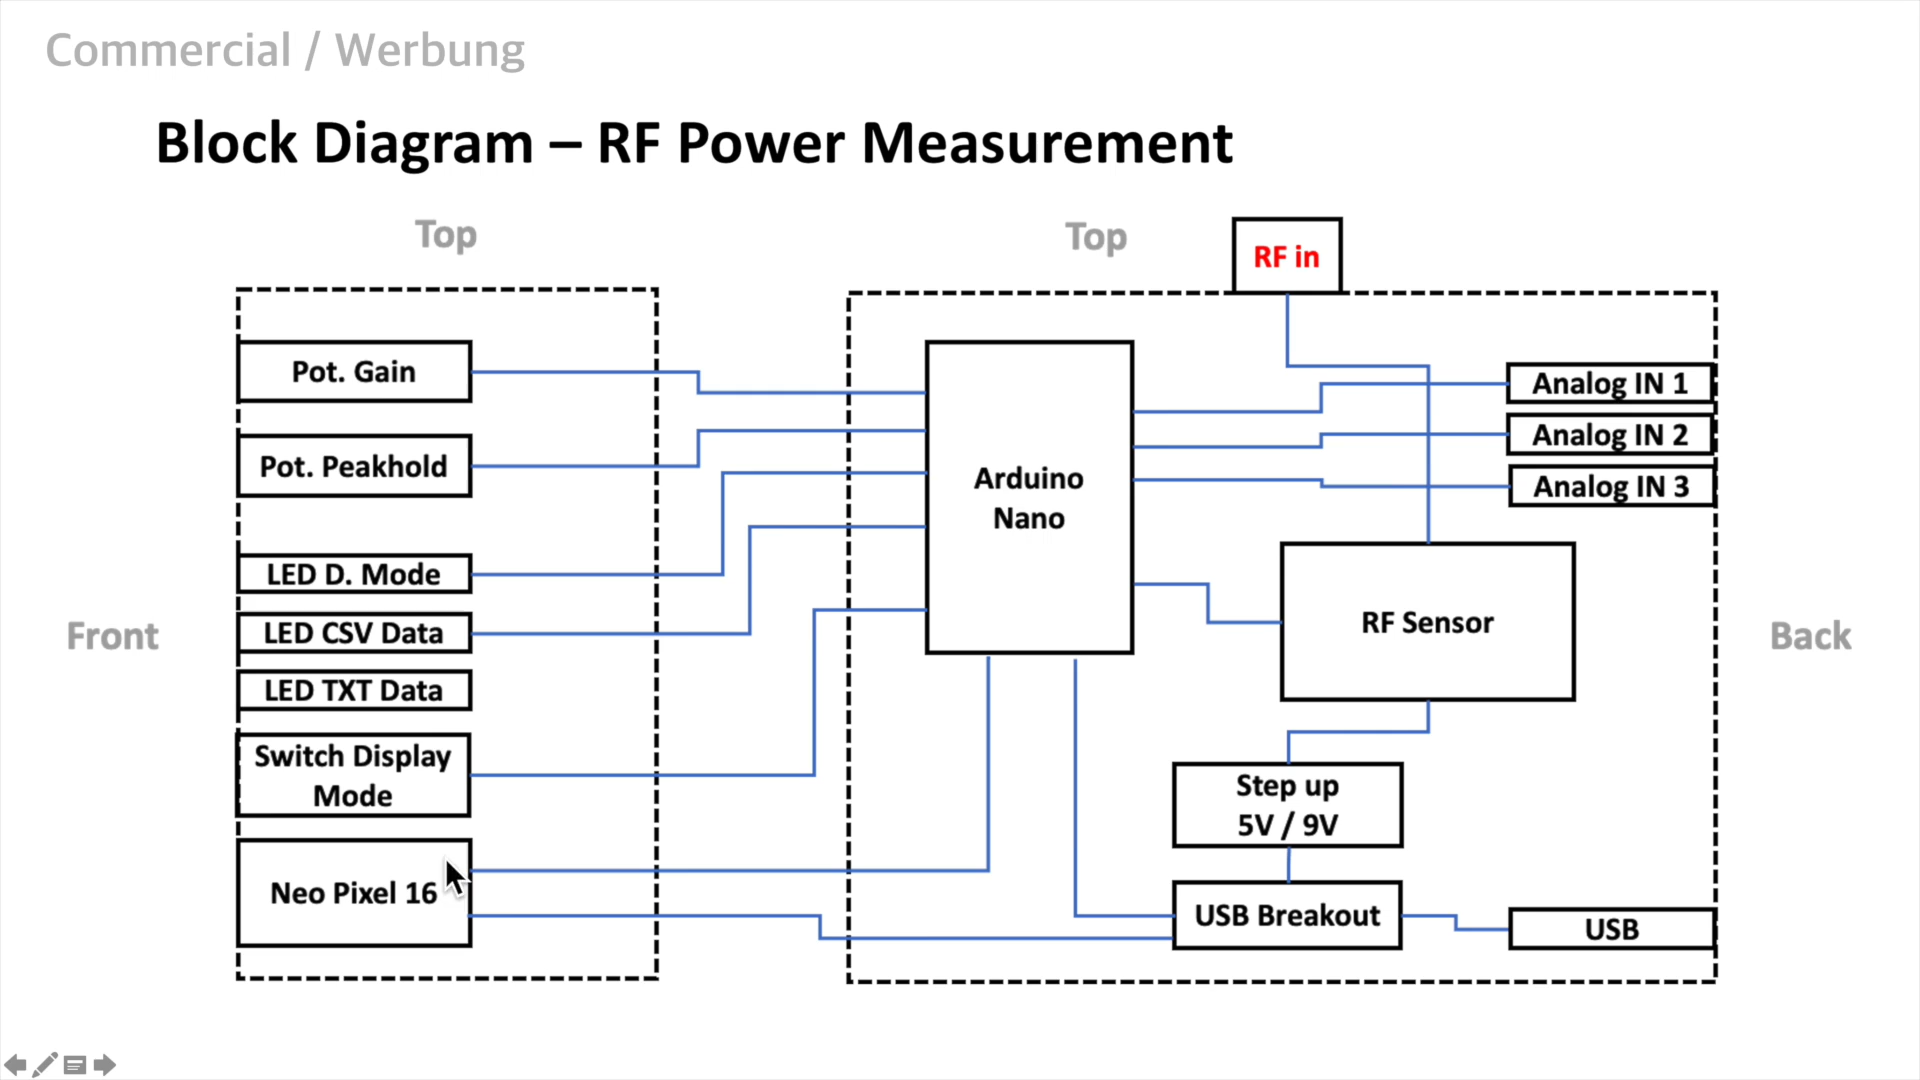 Commercial / Werbung
Block Diagram – RF Power Measurement
Top
Top
RF in
Pot. Gain
Pot. Peakhold
LED D. Mode
LED CSV Data
LED TXT Data
Switch Display
Mode
Neo Pixel 16
Front
Arduino
Nano
Analog IN 1
Analog IN 2
Analog IN 3
RF Sensor
Step up
5V / 9V
USB Breakout
USB
Back